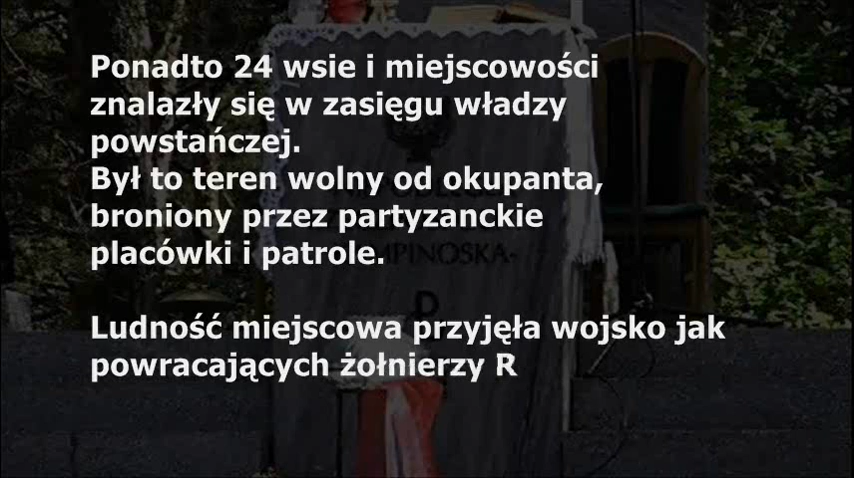 Ponadto 24 wsie i miejscowości
znalazły się w zasięgu władzy
powstańczej.
Był to teren wolny od okupanta,
broniony przez partyzanckie
placówki i patrole.
Ludność miejscowa przyjęła wojsko jak
powracających żołnierzy R